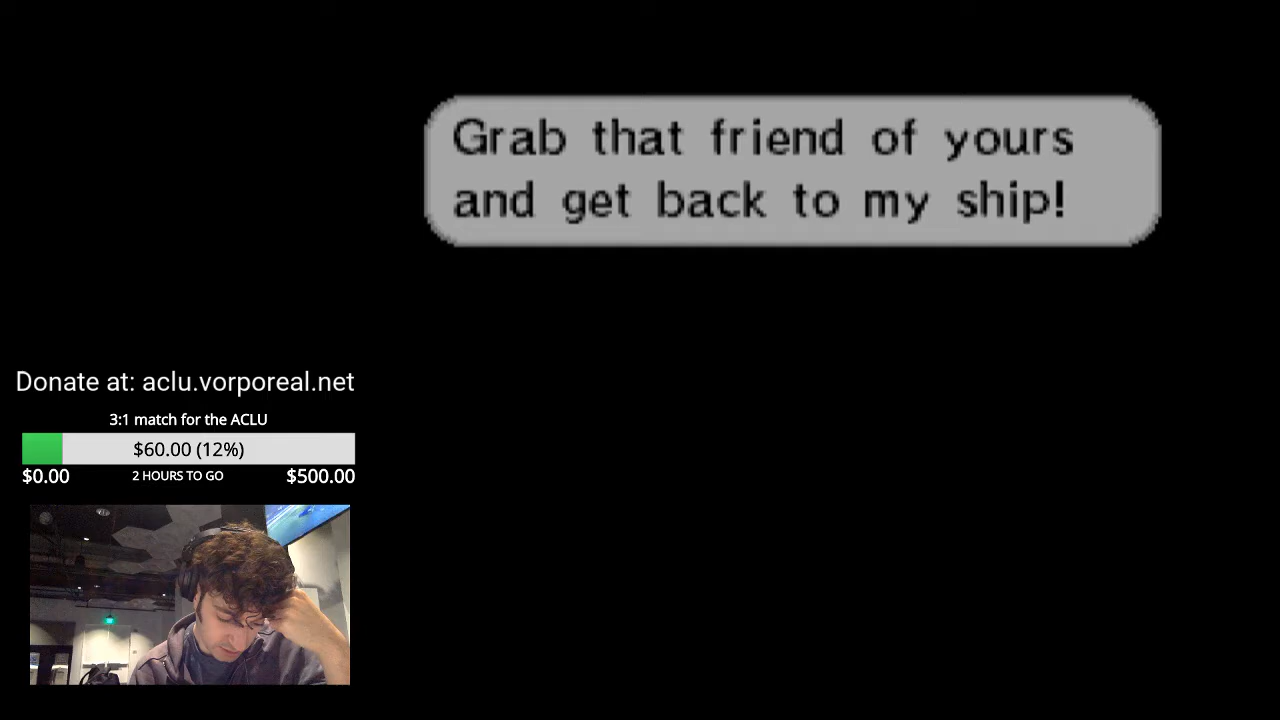 Grab that friend of yours
and get back to my ship!
Donate at: aclu.vorporeal.net
3:1 match for the ACLU
$60.00 (12%)
$0.00 2 HOURS TO GO $500.00